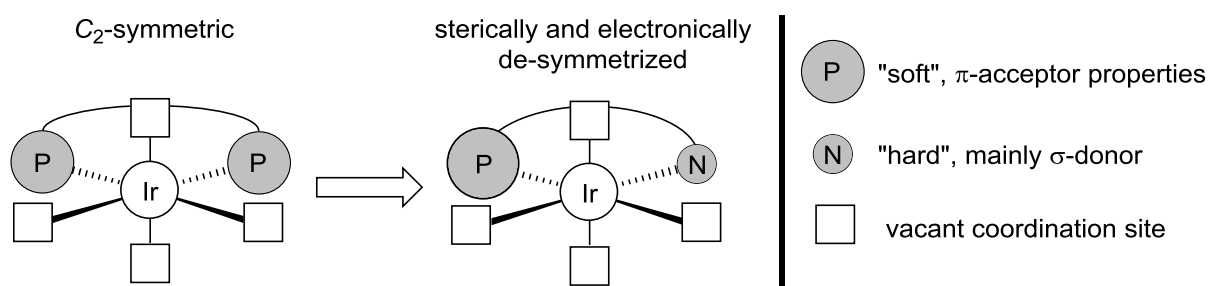 C2-symmetric
sterically and electronically
de-symmetrized
P
P
Ir
P
N
Ir
P
"soft", π-acceptor properties
N
"hard", mainly σ-donor
vacant coordination site